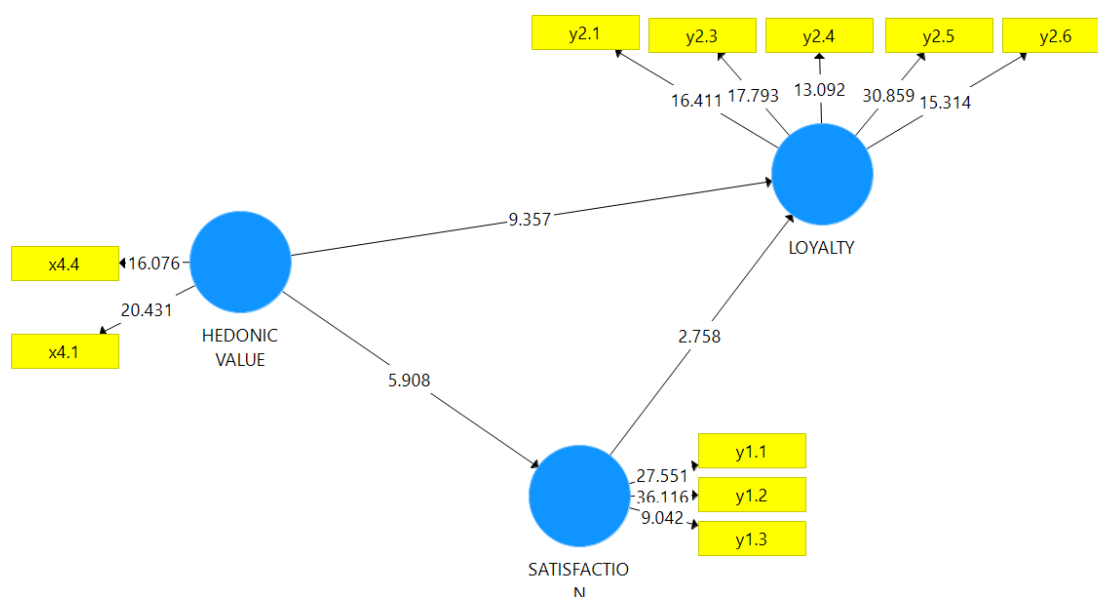 y2.1
y2.3
y2.4
y2.5
y2.6
16.411
17.793
13.092
30.859
15.314
LOYALTY
9.357
x4.4
16.076
20.431
x4.1
HEDONIC
VALUE
5.908
2.758
y1.1
27.551
y1.2
36.116
9.042
y1.3
SATISFACTIO
N